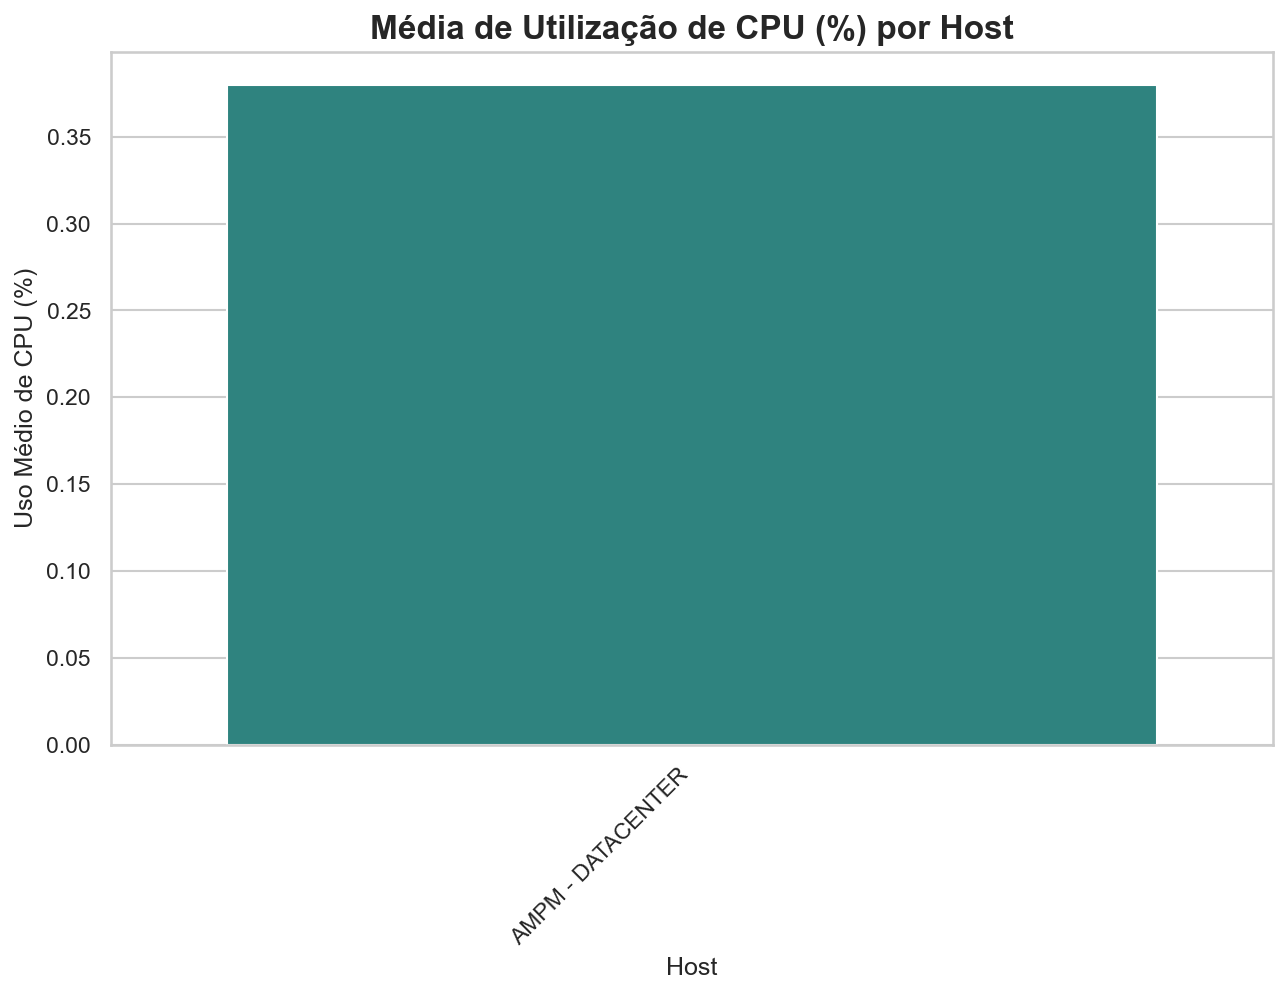 Média de Utilização de CPU (%) por Host
Uso Médio de CPU (%)
0.35
0.30
0.25
0.20
0.15
0.10
0.05
0.00
AMPM - DATACENTER
Host